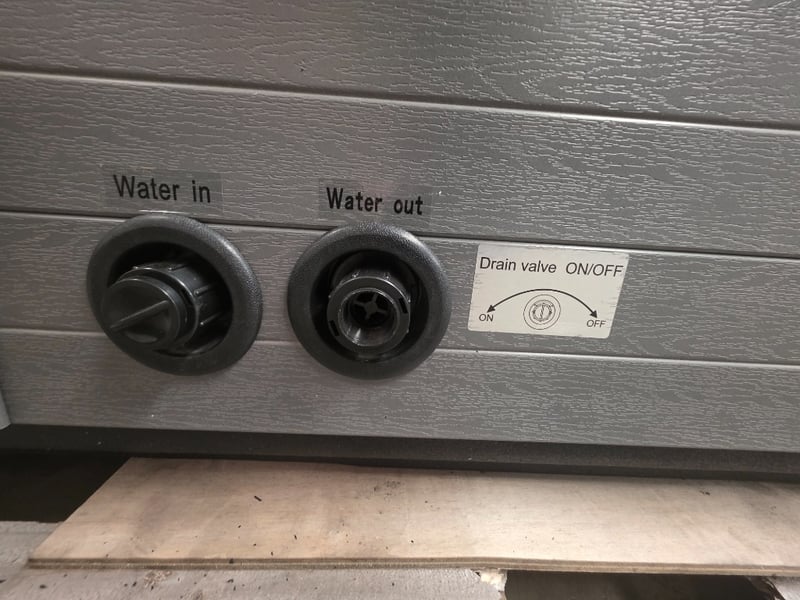 Water in
Water out
Drain valve ON/OFF
ON
OFF